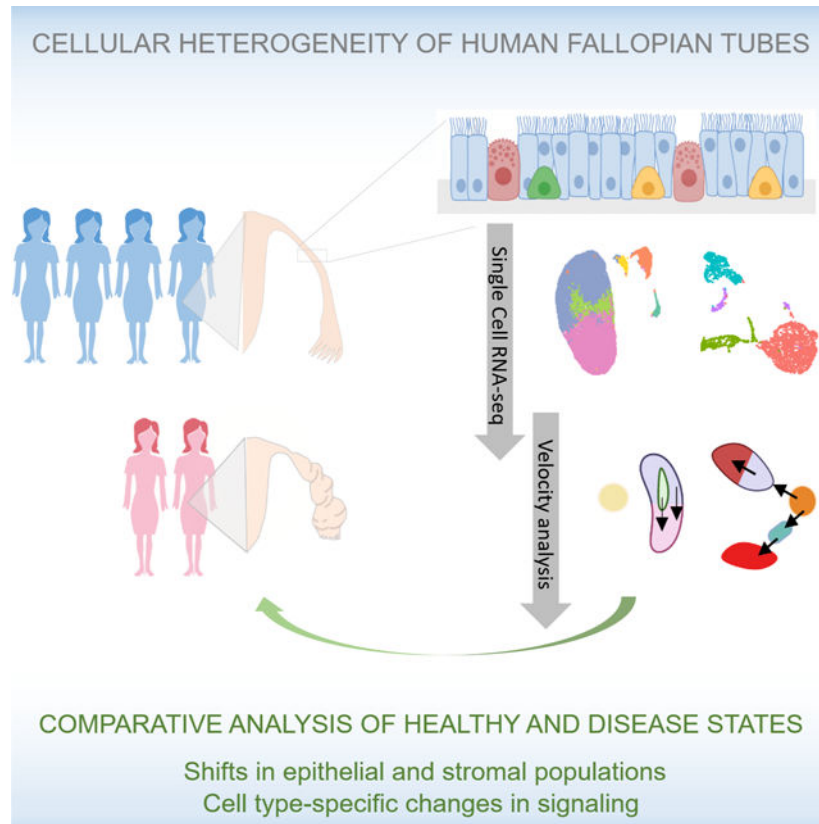 CELLULAR HETEROGENEITY OF HUMAN FALLOPIAN TUBES
Single Cell RNA-seq
Velocity analysis
COMPARATIVE ANALYSIS OF HEALTHY AND DISEASE STATES
Shifts in epithelial and stromal populations
Cell type-specific changes in signaling